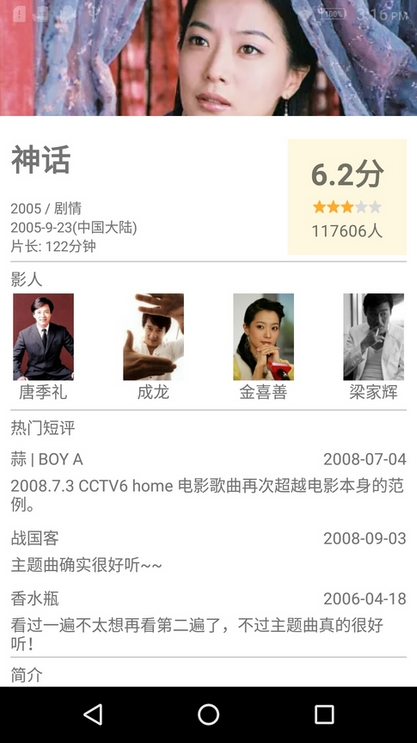 100%
3:16 PM
神话
6.2分
2005 / 剧情
2005-9-23(中国大陆)
片长: 122分钟
117606人
影人
唐季礼 成龙 金喜善 梁家辉
热门短评
蒜 | BOY A 2008-07-04
2008.7.3 CCTV6 home 电影歌曲再次超越电影本身的范
例。
战国客 2008-09-03
主题曲确实很好听~~
香水瓶 2006-04-18
看过一遍不太想再看第二遍了，不过主题曲真的很好
听！
简介